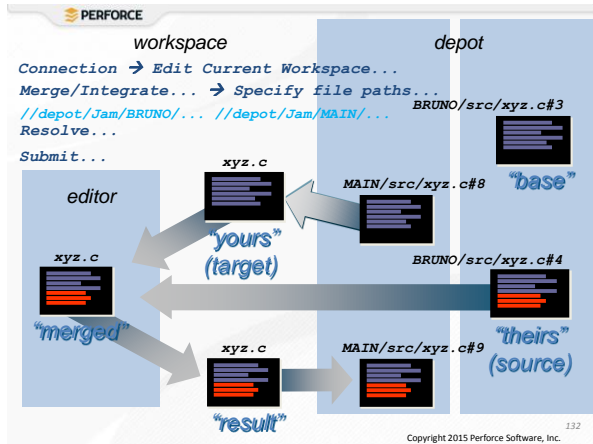 PERFORCE
workspace
depot
Connection → Edit Current Workspace...
Merge/Integrate... → Specify file paths...
//depot/Jam/BRUNO/... //depot/Jam/MAIN/...
Resolve...
Submit...
BRUNO/src/xyz.c#3
"base"
editor
xyz.c
"yours"
(target)
MAIN/src/xyz.c#8
xyz.c
"merged"
BRUNO/src/xyz.c#4
"theirs"
(source)
xyz.c
"result"
MAIN/src/xyz.c#9
132
Copyright 2015 Perforce Software, Inc.